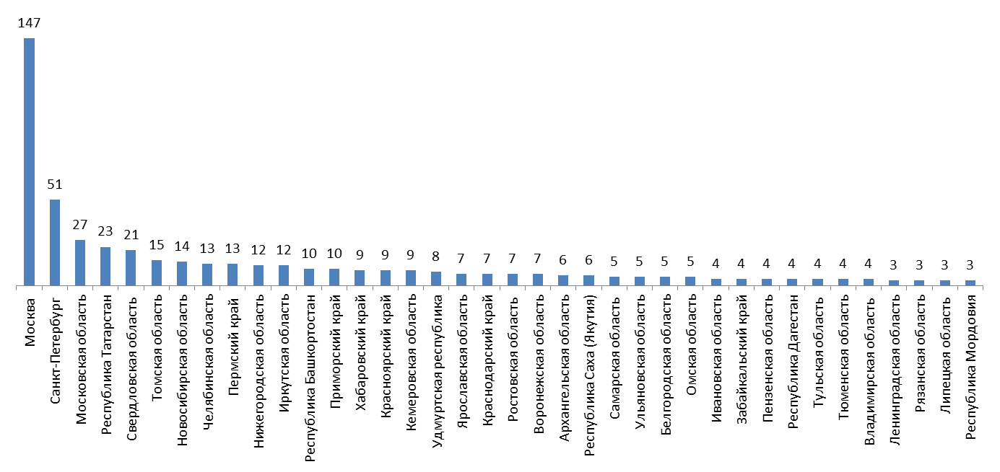 147
51
27
23
21
15
14
13
13
12
12
10
10
9
9
9
8
7
7
7
7
6
6
5
5
5
5
4
4
4
4
4
4
4
3
3
3
3
Москва
Санкт-Петербург
Московская область
Республика Татарстан
Свердловская область
Томская область
Новосибирская область
Челябинская область
Пермский край
Нижегородская область
Иркутская область
Республика Башкортостан
Приморский край
Хабаровский край
Красноярский край
Кемеровская область
Удмуртская республика
Ярославская область
Краснодарский край
Ростовская область
Воронежская область
Архангельская область
Республика Саха (Якутия)
Самарская область
Ульяновская область
Белгородская область
Омская область
Ивановская область
Забайкальский край
Пензенская область
Республика Дагестан
Тульская область
Тюменская область
Владимирская область
Ленинградская область
Рязанская область
Липецкая область
Республика Мордовия